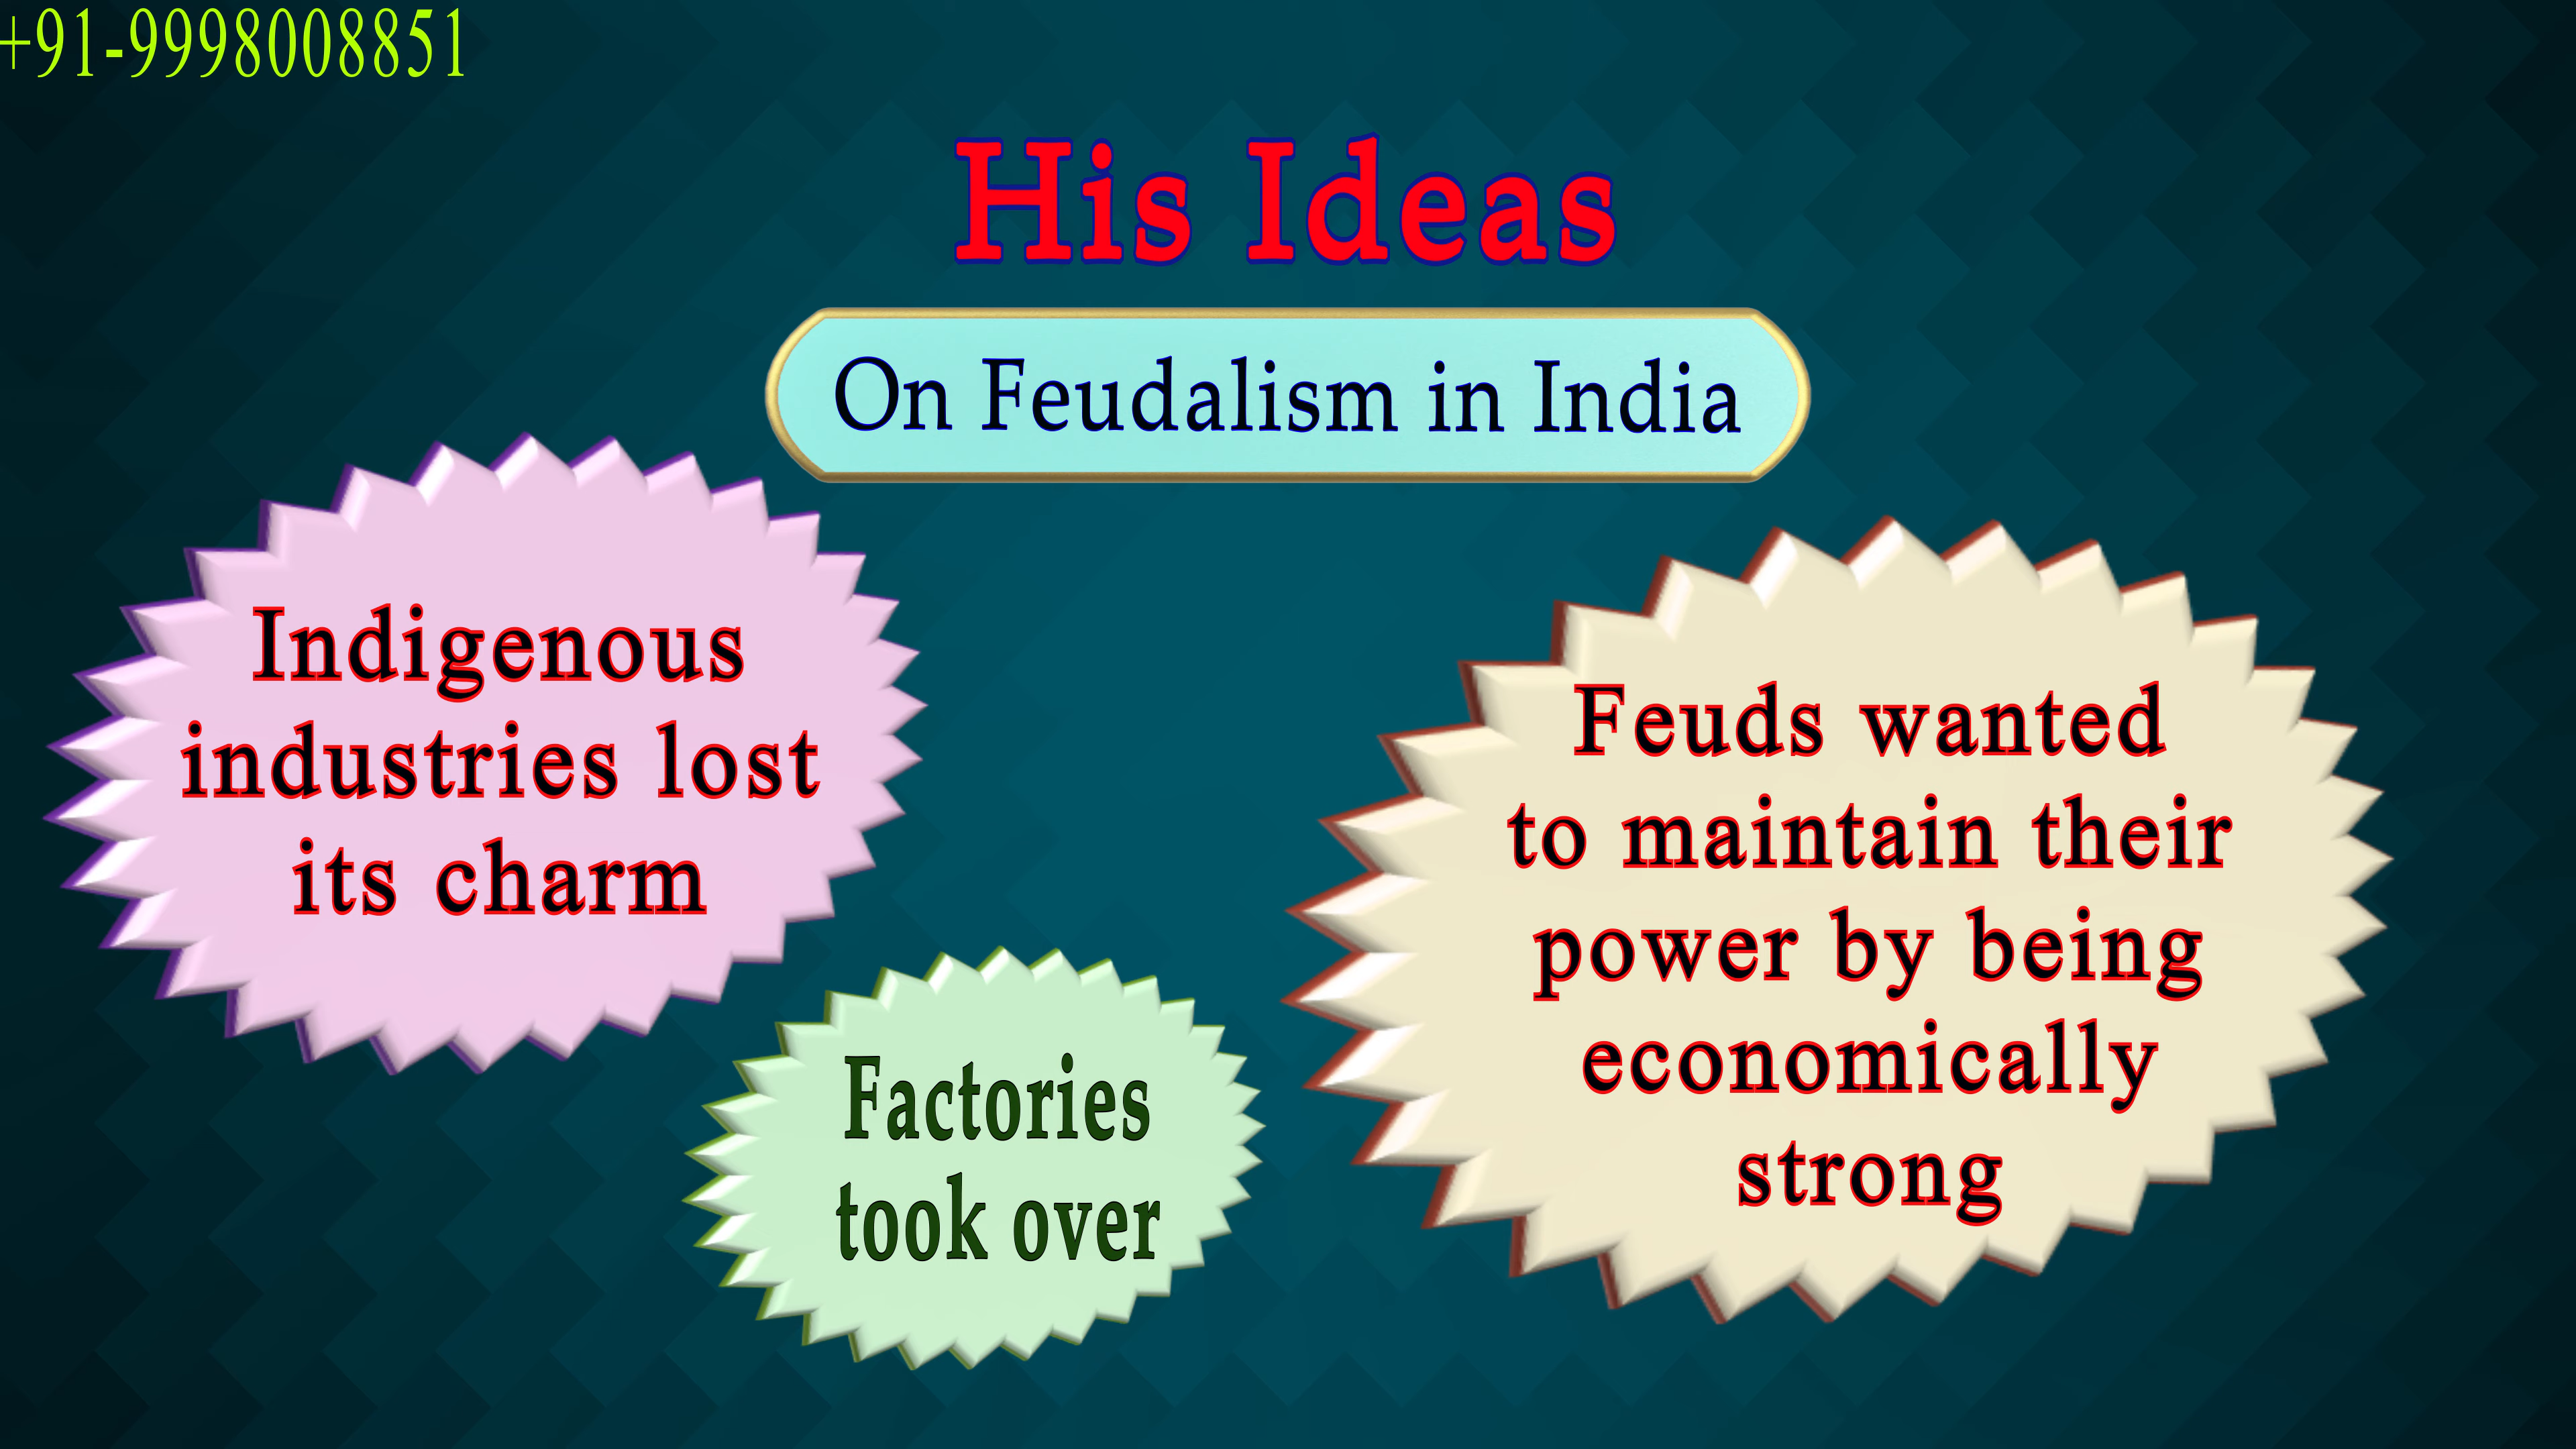 +91-9998008851
His Ideas
On Feudalism in India
Indigenous
industries lost
its charm
Feuds wanted
to maintain their
power by being
economically
strong
Factories
took over